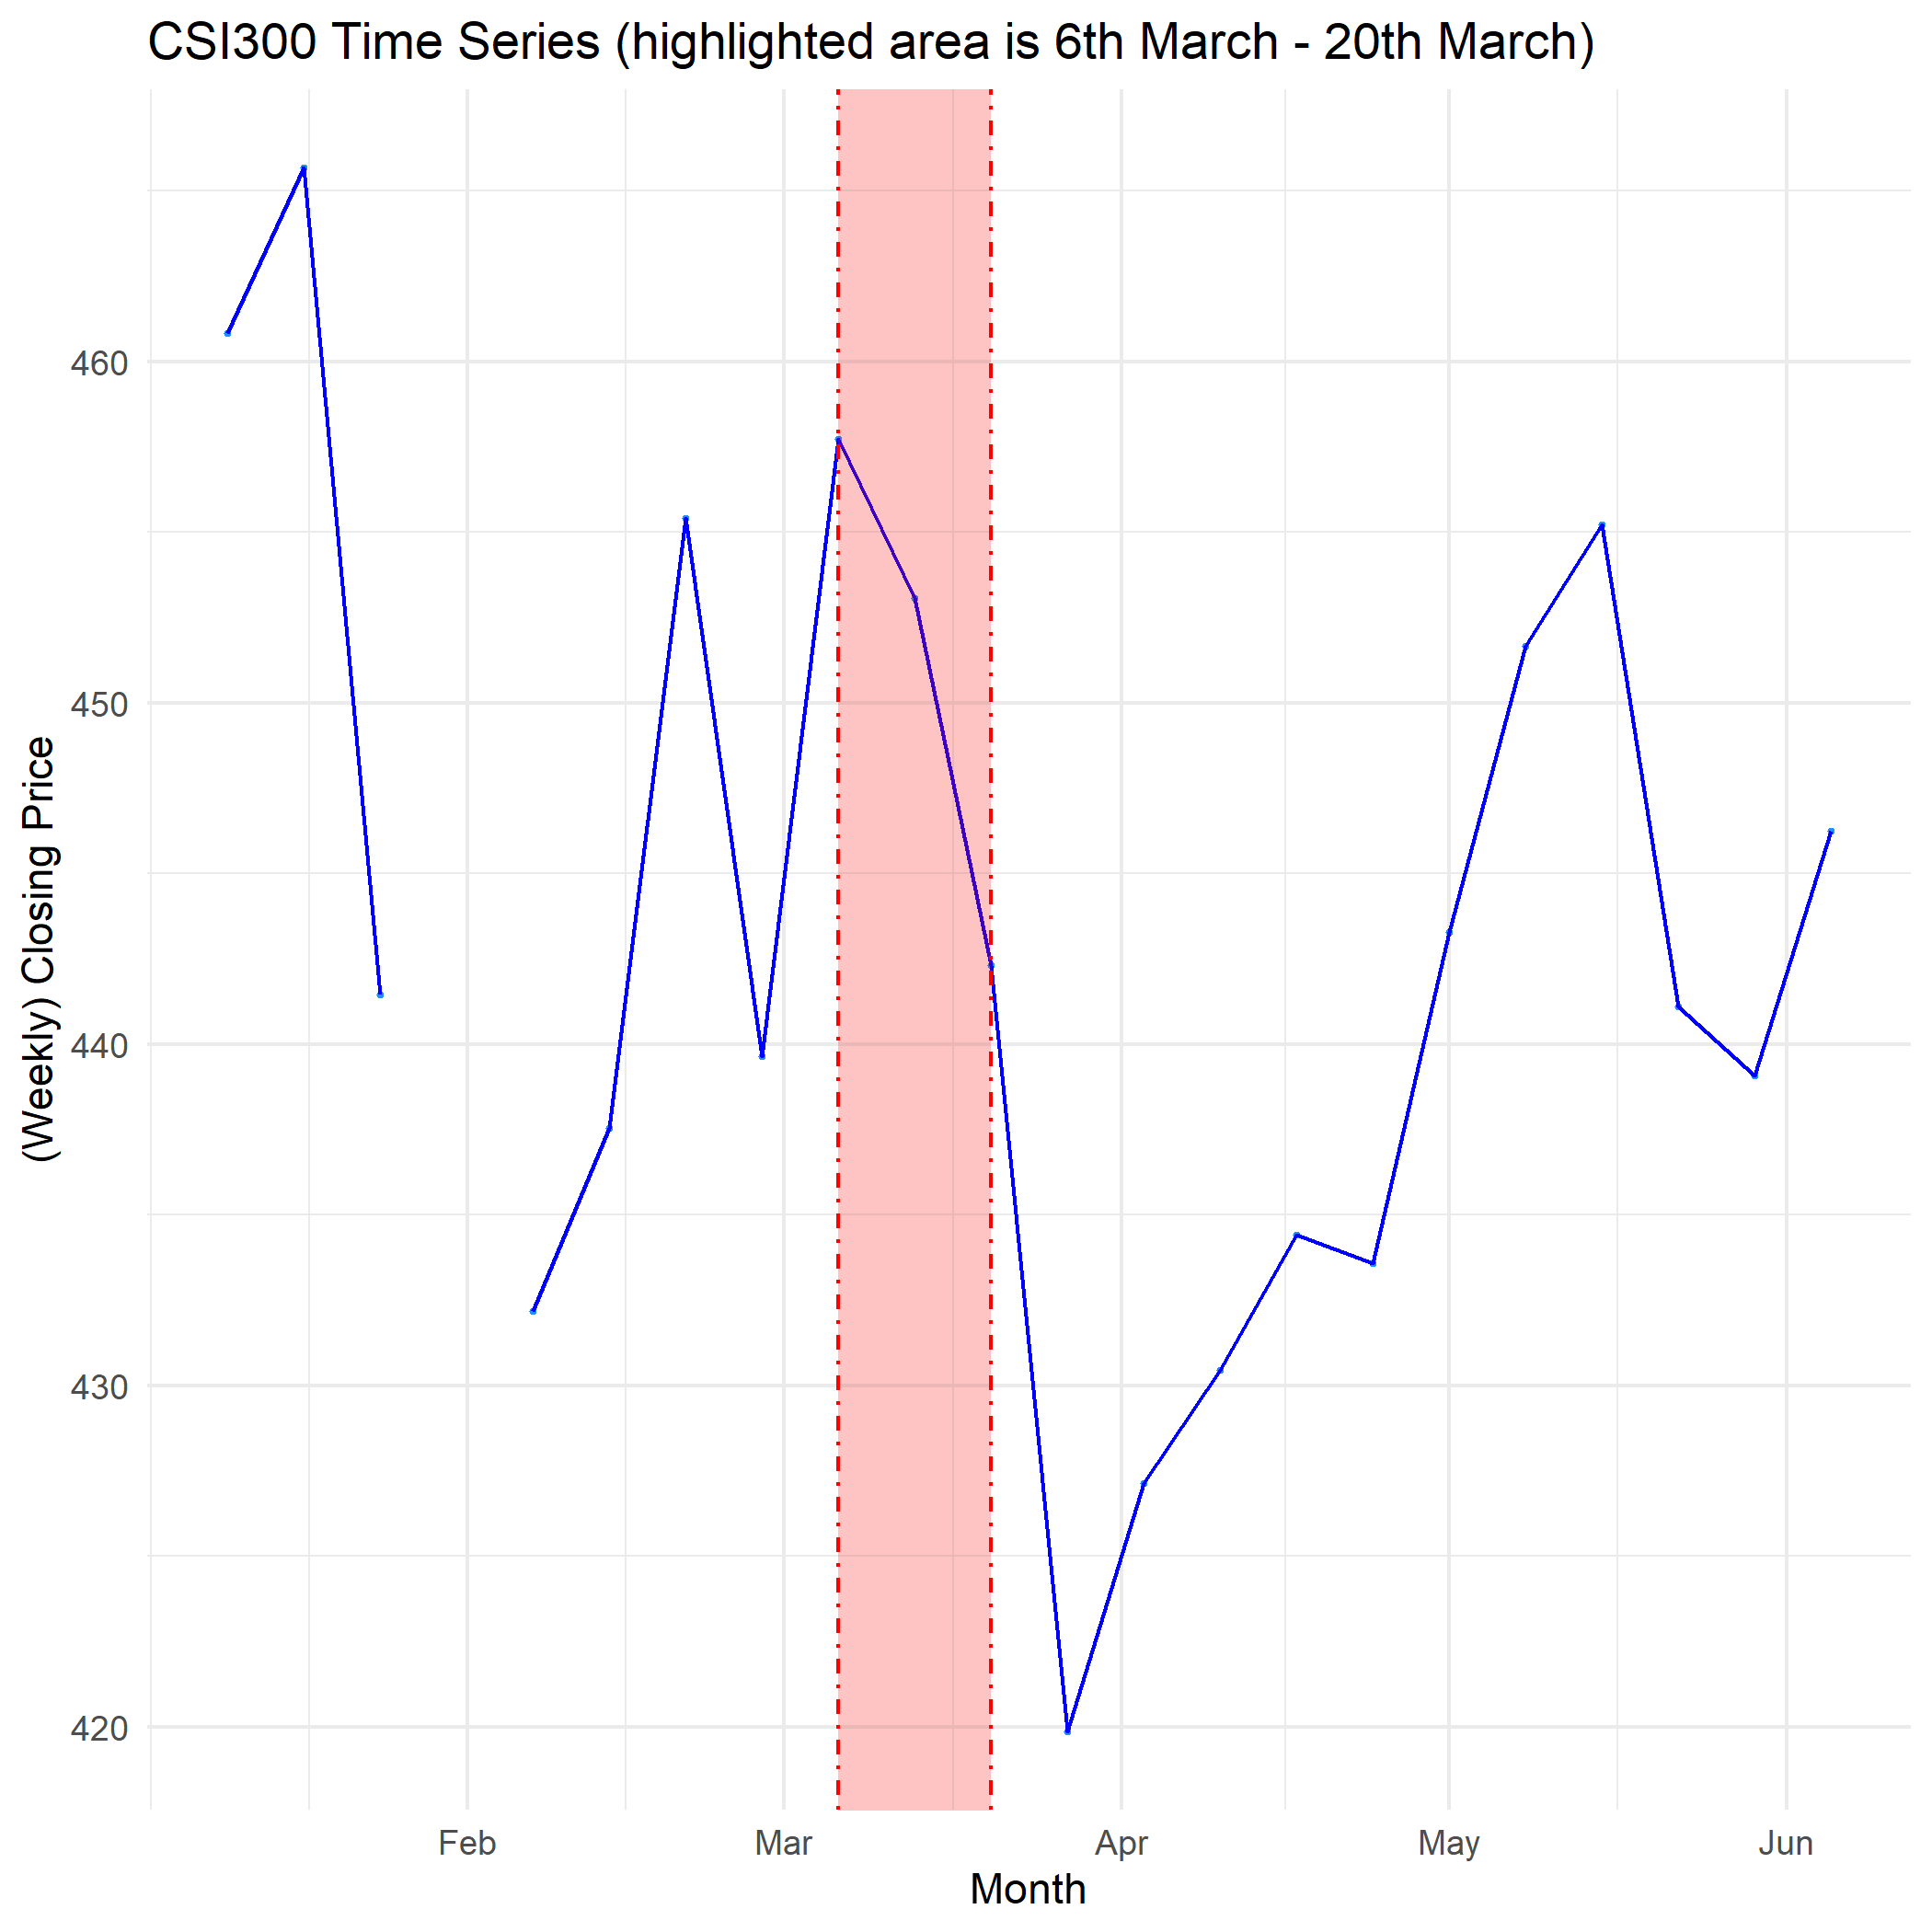 CSI300 Time Series (highlighted area is 6th March - 20th March)
(Weekly) Closing Price
460
450
440
430
420
Feb Mar Apr May Jun
Month